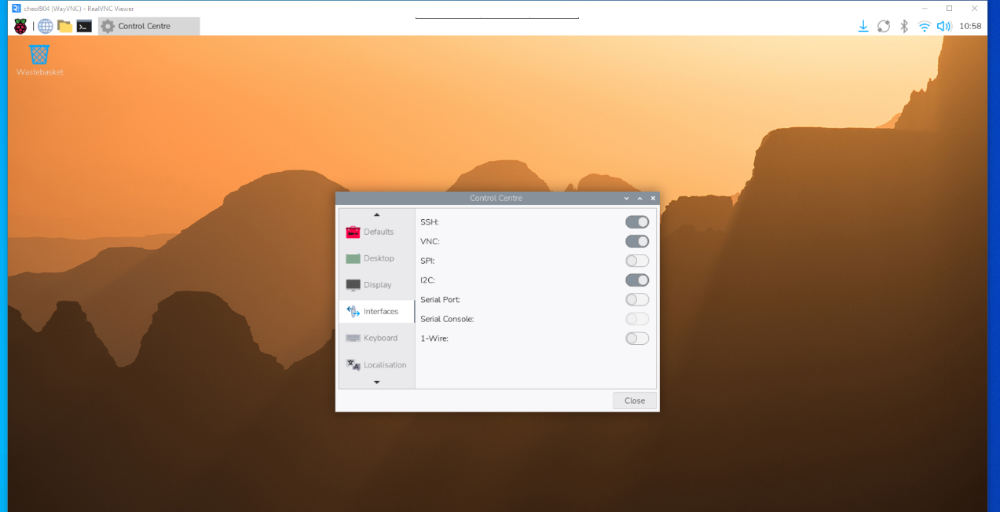 cheol904 (WayVNC) - RealVNC Viewer
Control Centre
10:58
Wastebasket
Control Centre
Defaults
Desktop
Display
Interfaces
Keyboard
Localisation
SSH:
VNC:
SPI:
I2C:
Serial Port:
Serial Console:
1-Wire:
Close